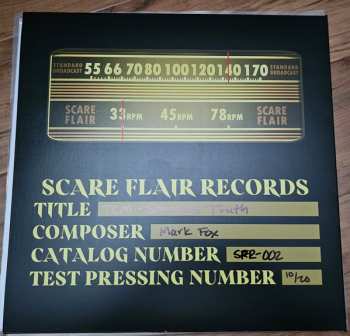 STANDARD BROADCAST 55 66 70 80 100 120 140 170 STANDARD BROADCAST
SCARE FLAIR 33RPM 45RPM 78RPM SCARE FLAIR
SCARE FLAIR RECORDS
TITLE Truth
COMPOSER Mark Fox
CATALOG NUMBER SFR-002
TEST PRESSING NUMBER 10/20